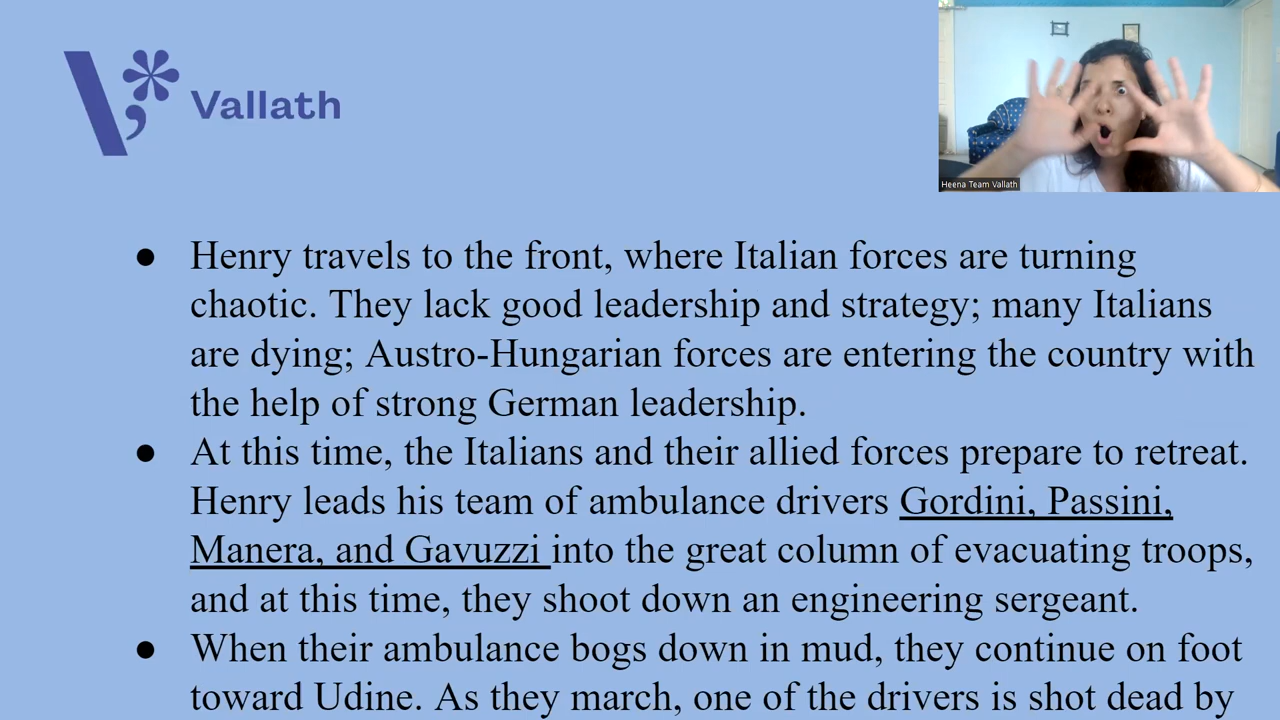 Vallath
Heena Team Vallath
● Henry travels to the front, where Italian forces are turning
chaotic. They lack good leadership and strategy; many Italians
are dying; Austro-Hungarian forces are entering the country with
the help of strong German leadership.
● At this time, the Italians and their allied forces prepare to retreat.
Henry leads his team of ambulance drivers Gordini, Passini,
Manera, and Gavuzzi into the great column of evacuating troops,
and at this time, they shoot down an engineering sergeant.
● When their ambulance bogs down in mud, they continue on foot
toward Udine. As they march, one of the drivers is shot dead by